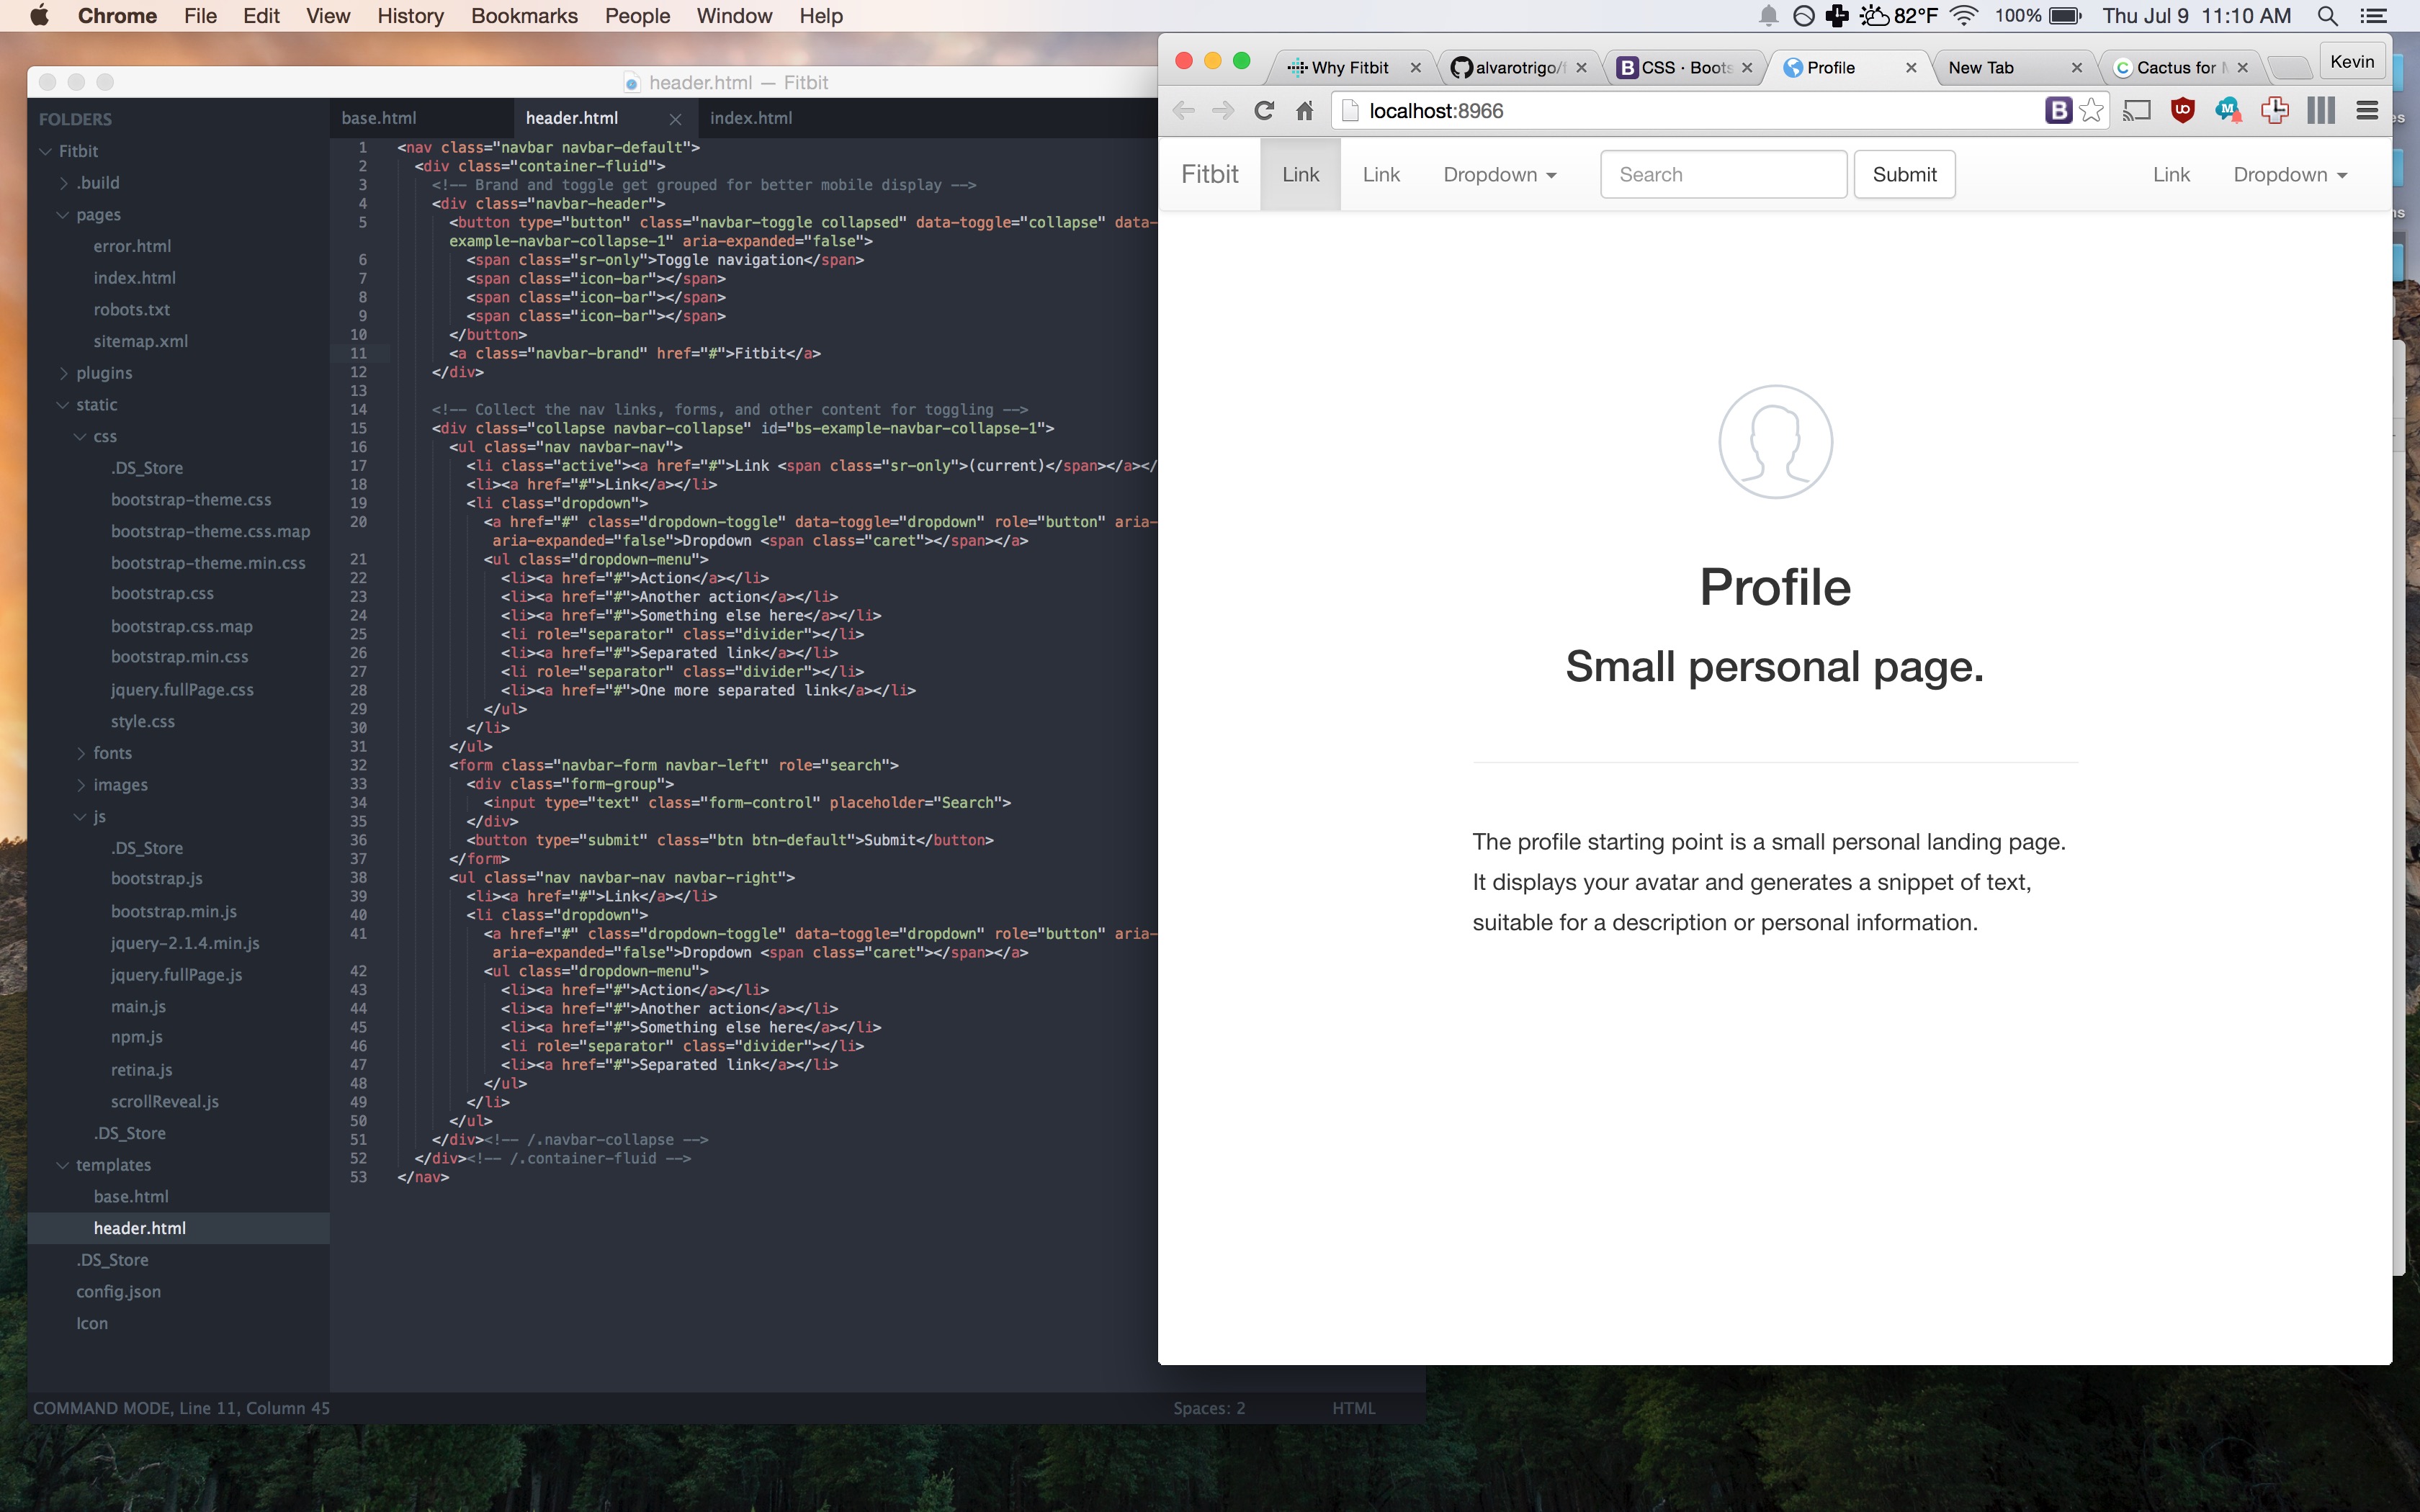 Chrome File Edit View History Bookmarks People Window Help
82°F 100% Thu Jul 9 11:10 AM
header.html — Fitbit
FOLDERS
Fitbit
.build
pages
error.html
index.html
robots.txt
sitemap.xml
plugins
static
css
.DS_Store
bootstrap-theme.css
bootstrap-theme.css.map
bootstrap-theme.min.css
bootstrap.css
bootstrap.css.map
bootstrap.min.css
jquery.fullPage.css
style.css
fonts
images
js
.DS_Store
bootstrap.js
bootstrap.min.js
jquery-2.1.4.min.js
jquery.fullPage.js
main.js
npm.js
retina.js
scrollReveal.js
.DS_Store
templates
base.html
header.html
.DS_Store
config.json
Icon
base.html header.html index.html
1 <nav class="navbar navbar-default">
2 <div class="container-fluid">
3 <!-- Brand and toggle get grouped for better mobile display -->
4 <div class="navbar-header">
5 <button type="button" class="navbar-toggle collapsed" data-toggle="collapse" data-
example-navbar-collapse-1" aria-expanded="false">
6 <span class="sr-only">Toggle navigation</span>
7 <span class="icon-bar"></span>
8 <span class="icon-bar"></span>
9 <span class="icon-bar"></span>
10 </button>
11 <a class="navbar-brand" href="#">Fitbit</a>
12 </div>
13
14 <!-- Collect the nav links, forms, and other content for toggling -->
15 <div class="collapse navbar-collapse" id="bs-example-navbar-collapse-1">
16 <ul class="nav navbar-nav">
17 <li class="active"><a href="#">Link <span class="sr-only">(current)</span></a></
18 <li><a href="#">Link</a></li>
19 <li class="dropdown">
20 <a href="#" class="dropdown-toggle" data-toggle="dropdown" role="button" aria-
aria-expanded="false">Dropdown <span class="caret"></span></a>
21 <ul class="dropdown-menu">
22 <li><a href="#">Action</a></li>
23 <li><a href="#">Another action</a></li>
24 <li><a href="#">Something else here</a></li>
25 <li role="separator" class="divider"></li>
26 <li><a href="#">Separated link</a></li>
27 <li role="separator" class="divider"></li>
28 <li><a href="#">One more separated link</a></li>
29 </ul>
30 </li>
31 </ul>
32 <form class="navbar-form navbar-left" role="search">
33 <div class="form-group">
34 <input type="text" class="form-control" placeholder="Search">
35 </div>
36 <button type="submit" class="btn btn-default">Submit</button>
37 </form>
38 <ul class="nav navbar-nav navbar-right">
39 <li><a href="#">Link</a></li>
40 <li class="dropdown">
41 <a href="#" class="dropdown-toggle" data-toggle="dropdown" role="button" aria-
aria-expanded="false">Dropdown <span class="caret"></span></a>
42 <ul class="dropdown-menu">
43 <li><a href="#">Action</a></li>
44 <li><a href="#">Another action</a></li>
45 <li><a href="#">Something else here</a></li>
46 <li role="separator" class="divider"></li>
47 <li><a href="#">Separated link</a></li>
48 </ul>
49 </li>
50 </ul>
51 </div><!-- /.navbar-collapse -->
52 </div><!-- /.container-fluid -->
53 </nav>
COMMAND MODE, Line 11, Column 45 Spaces: 2 HTML
Why Fitbit alvarotrigo/f CSS · Boots Profile New Tab Cactus for M Kevin
localhost:8966
Fitbit Link Link Dropdown Search Submit Link Dropdown
Profile
Small personal page.
The profile starting point is a small personal landing page.
It displays your avatar and generates a snippet of text,
suitable for a description or personal information.